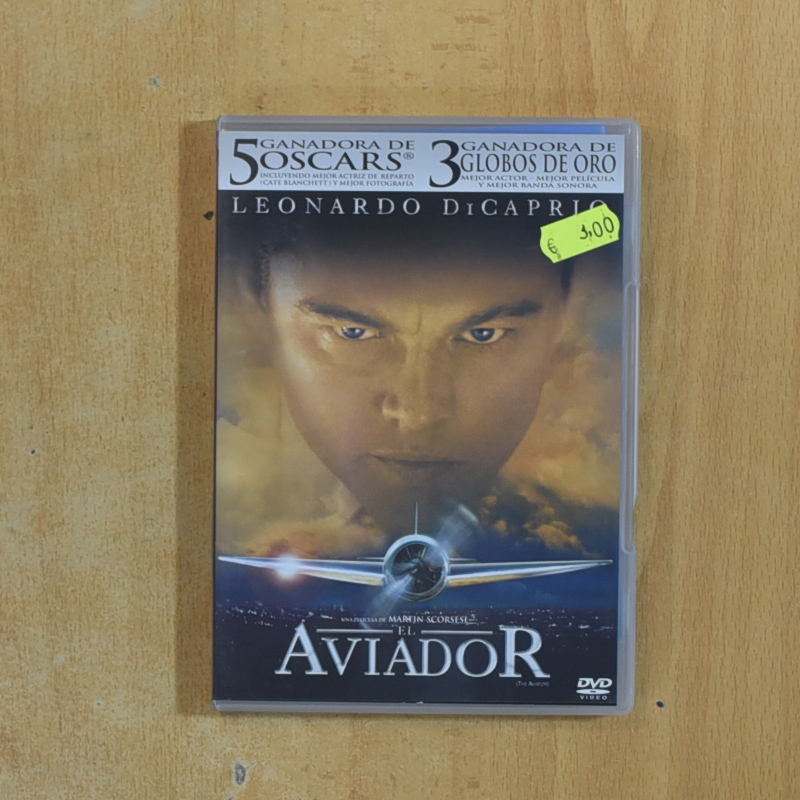 5 GANADORA DE
OSCARS®
INCLUYENDO MEJOR ACTRIZ DE REPARTO
(CATE BLANCHETT) Y MEJOR FOTOGRAFÍA
3 GANADORA DE
GLOBOS DE ORO
MEJOR ACTOR - MEJOR PELÍCULA
Y MEJOR BANDA SONORA
LEONARDO DiCAPRIO
€ 3,00
UNA PELÍCULA DE MARTIN SCORSESE
EL
AVIADOR
(THE AVIATOR)
DVD
VIDEO